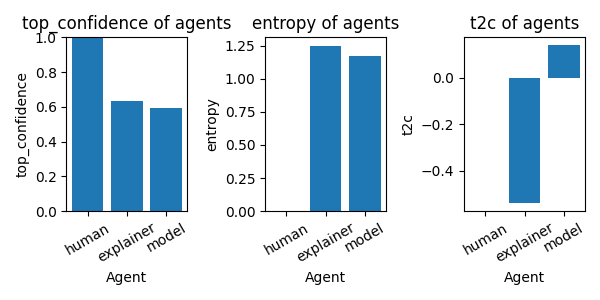 top_confidence of agents
1.0
0.8
0.6
0.4
0.2
0.0
top_confidence
human
explainer
model
Agent
entropy of agents
1.25
1.00
0.75
0.50
0.25
0.00
entropy
human
explainer
model
Agent
t2c of agents
0.0
−0.2
−0.4
t2c
human
explainer
model
Agent